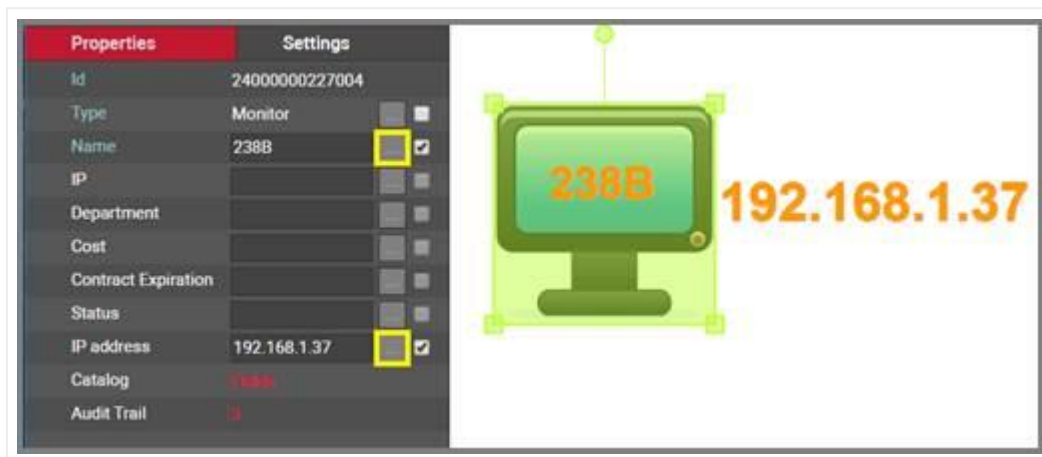 Properties Settings
Id 24000000227004
Type Monitor ...
Name 238B ...
IP ...
Department ...
Cost ...
Contract Expiration ...
Status ...
IP address 192.168.1.37 ...
Catalog
Audit Trail
238B
192.168.1.37